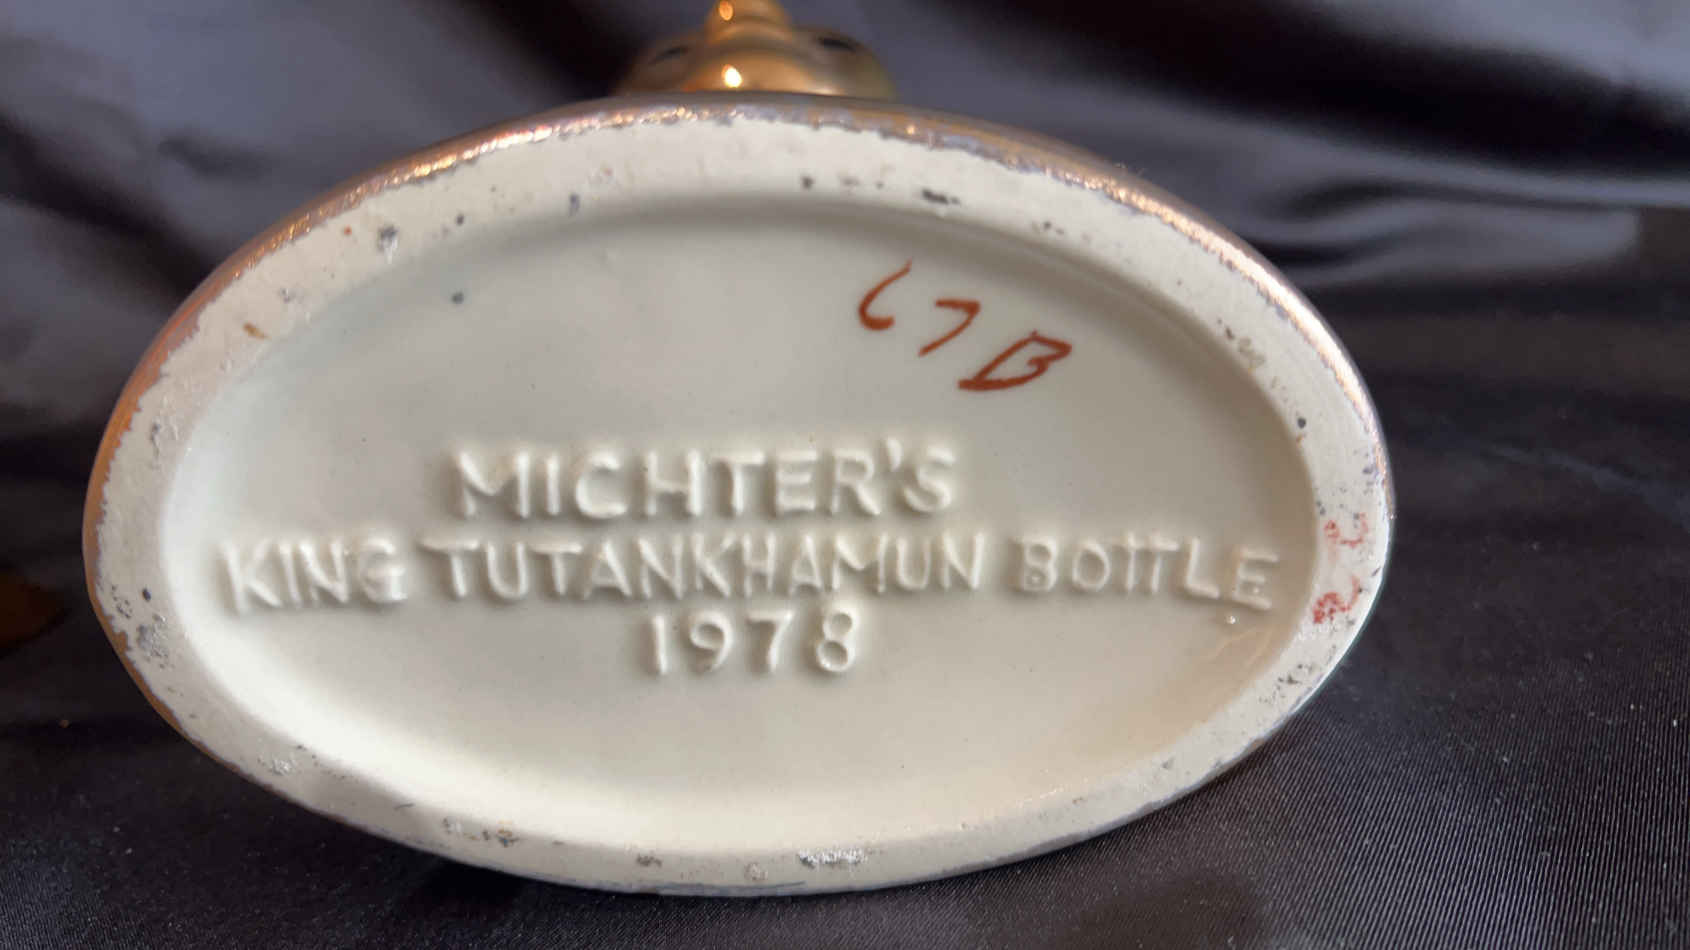 67B
MICHTER'S
KING TUTANKHAMUN BOTTLE
1978